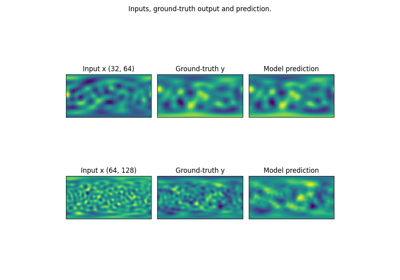 Inputs, ground-truth output and prediction.
Input x (32, 64) Ground-truth y Model prediction
Input x (64, 128) Ground-truth y Model prediction